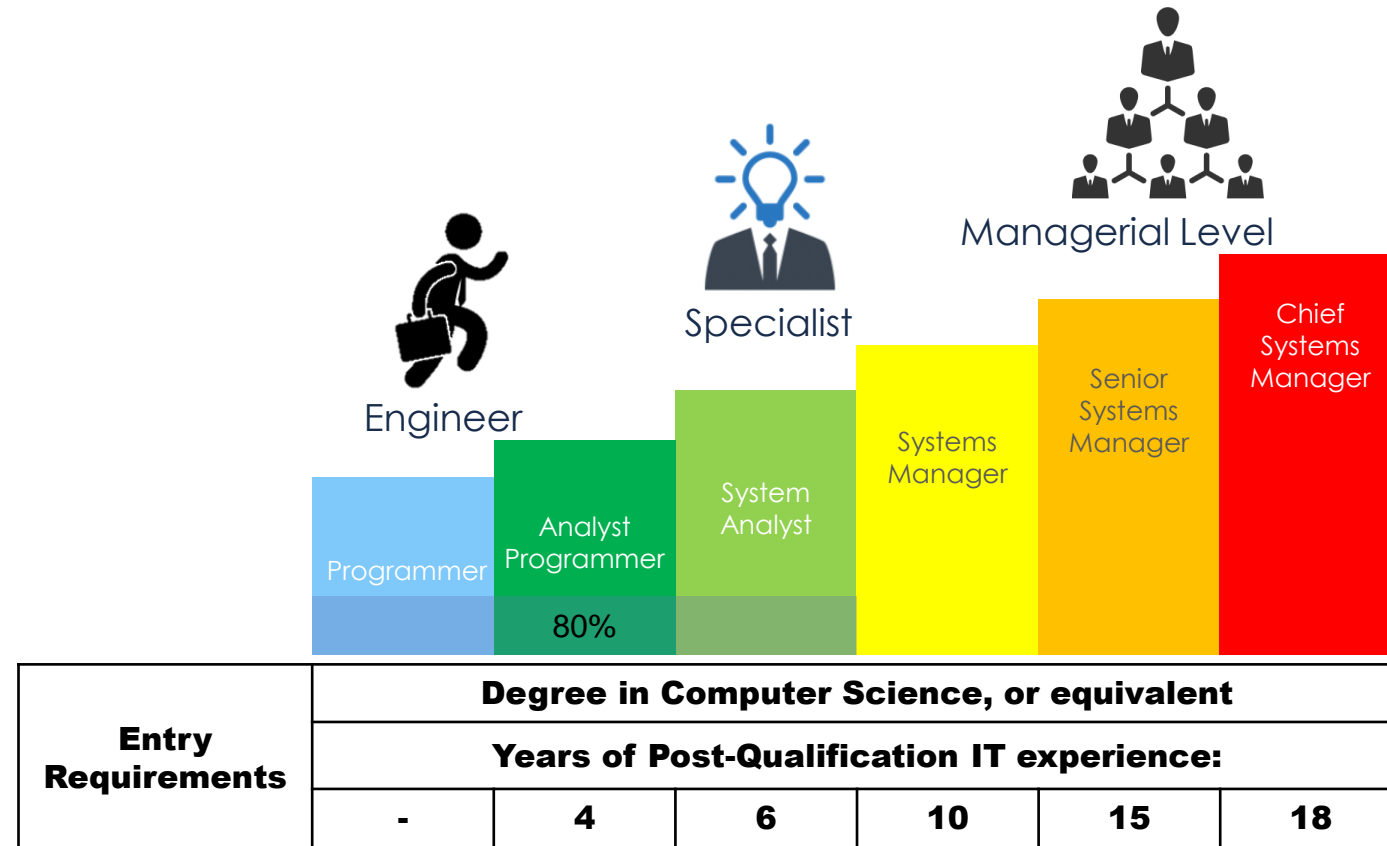 Managerial Level
Specialist
Engineer
Programmer
Analyst
Programmer
System
Analyst
Systems
Manager
Senior
Systems
Manager
Chief
Systems
Manager
80%
Entry
Requirements
Degree in Computer Science, or equivalent
Years of Post-Qualification IT experience:
- 4 6 10 15 18